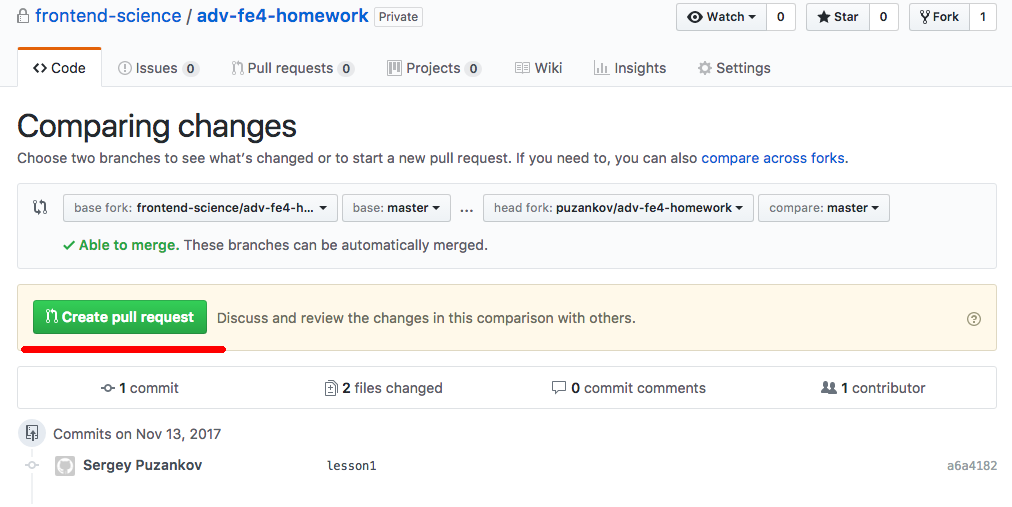 frontend-science / adv-fe4-homework Private Watch 0 Star 0 Fork 1
Code Issues 0 Pull requests 0 Projects 0 Wiki Insights Settings
Comparing changes
Choose two branches to see what's changed or to start a new pull request. If you need to, you can also compare across forks.
base fork: frontend-science/adv-fe4-h... base: master ... head fork: puzankov/adv-fe4-homework compare: master
Able to merge. These branches can be automatically merged.
Create pull request Discuss and review the changes in this comparison with others.
1 commit 2 files changed 0 commit comments 1 contributor
Commits on Nov 13, 2017
Sergey Puzankov lesson1 a6a4182